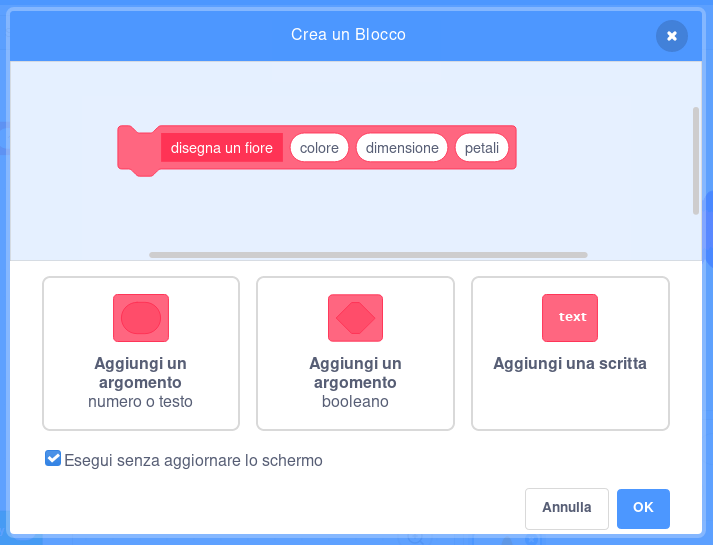 Crea un Blocco
disegna un fiore colore dimensione petali
text
Aggiungi un
argomento
numero o testo
Aggiungi un
argomento
booleano
Aggiungi una scritta
Esegui senza aggiornare lo schermo
Annulla
OK